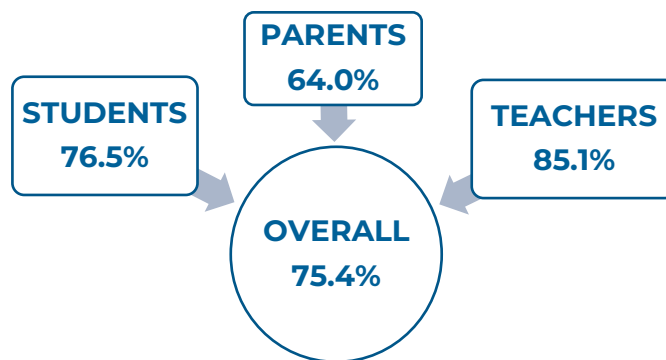 PARENTS
64.0%
STUDENTS
76.5%
TEACHERS
85.1%
OVERALL
75.4%